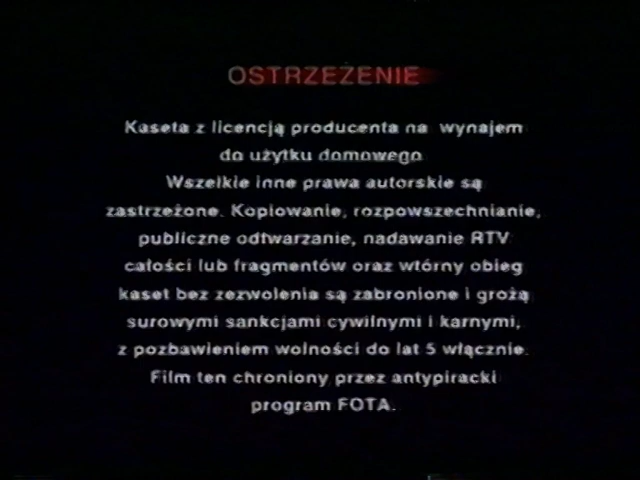 OSTRZEŻENIE
Kaseta z licencją producenta na wynajem
do użytku domowego
Wszelkie inne prawa autorskie są
zastrzeżone. Kopiowanie, rozpowszechnianie,
publiczne odtwarzanie, nadawanie RTV
całości lub fragmentów oraz wtórny obieg
kaset bez zezwolenia są zabronione i grożą
surowymi sankcjami cywilnymi i karnymi,
z pozbawieniem wolności do lat 5 włącznie.
Film ten chroniony przez antypiracki
program FOTA.